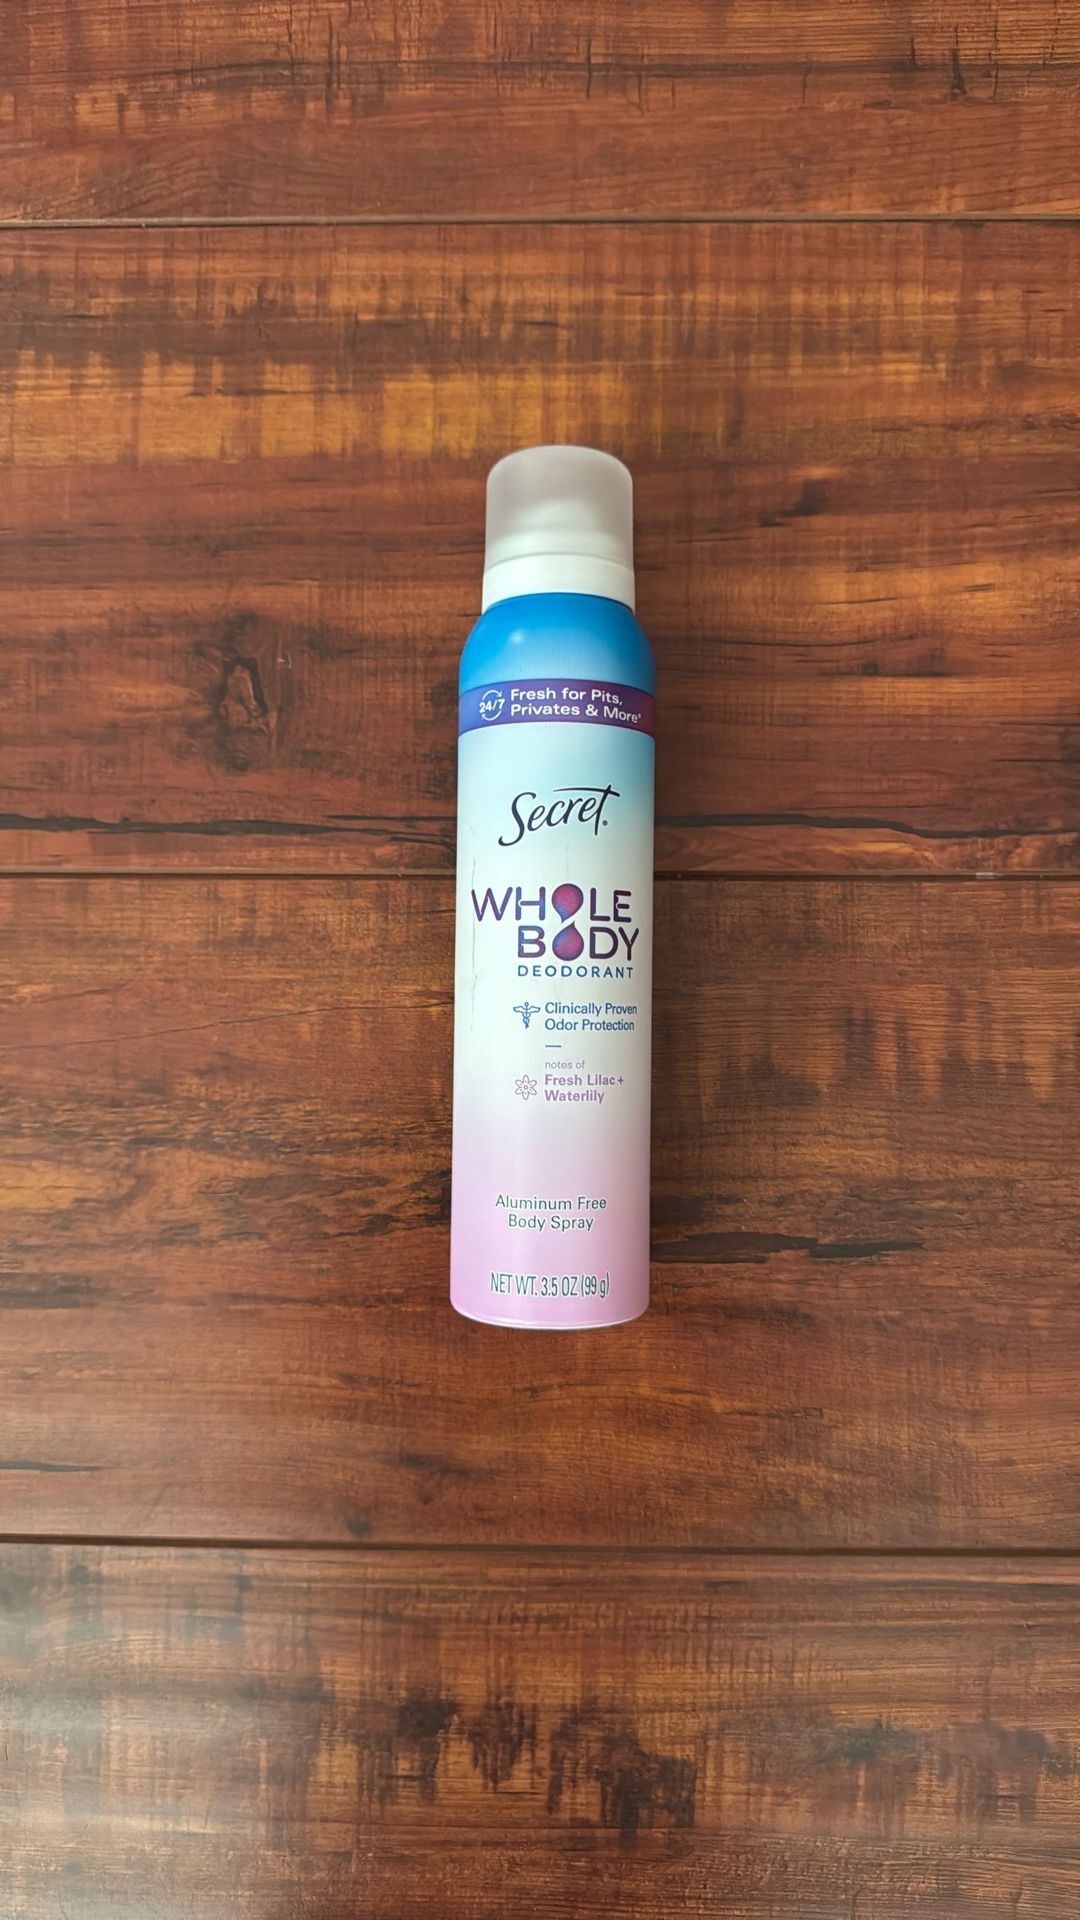 24/7
Fresh for Pits,
Privates & More*
Secret®
WHOLE
BODY
DEODORANT
Clinically Proven
Odor Protection
notes of
Fresh Lilac +
Waterlily
Aluminum Free
Body Spray
NET WT. 3.5 OZ (99 g)